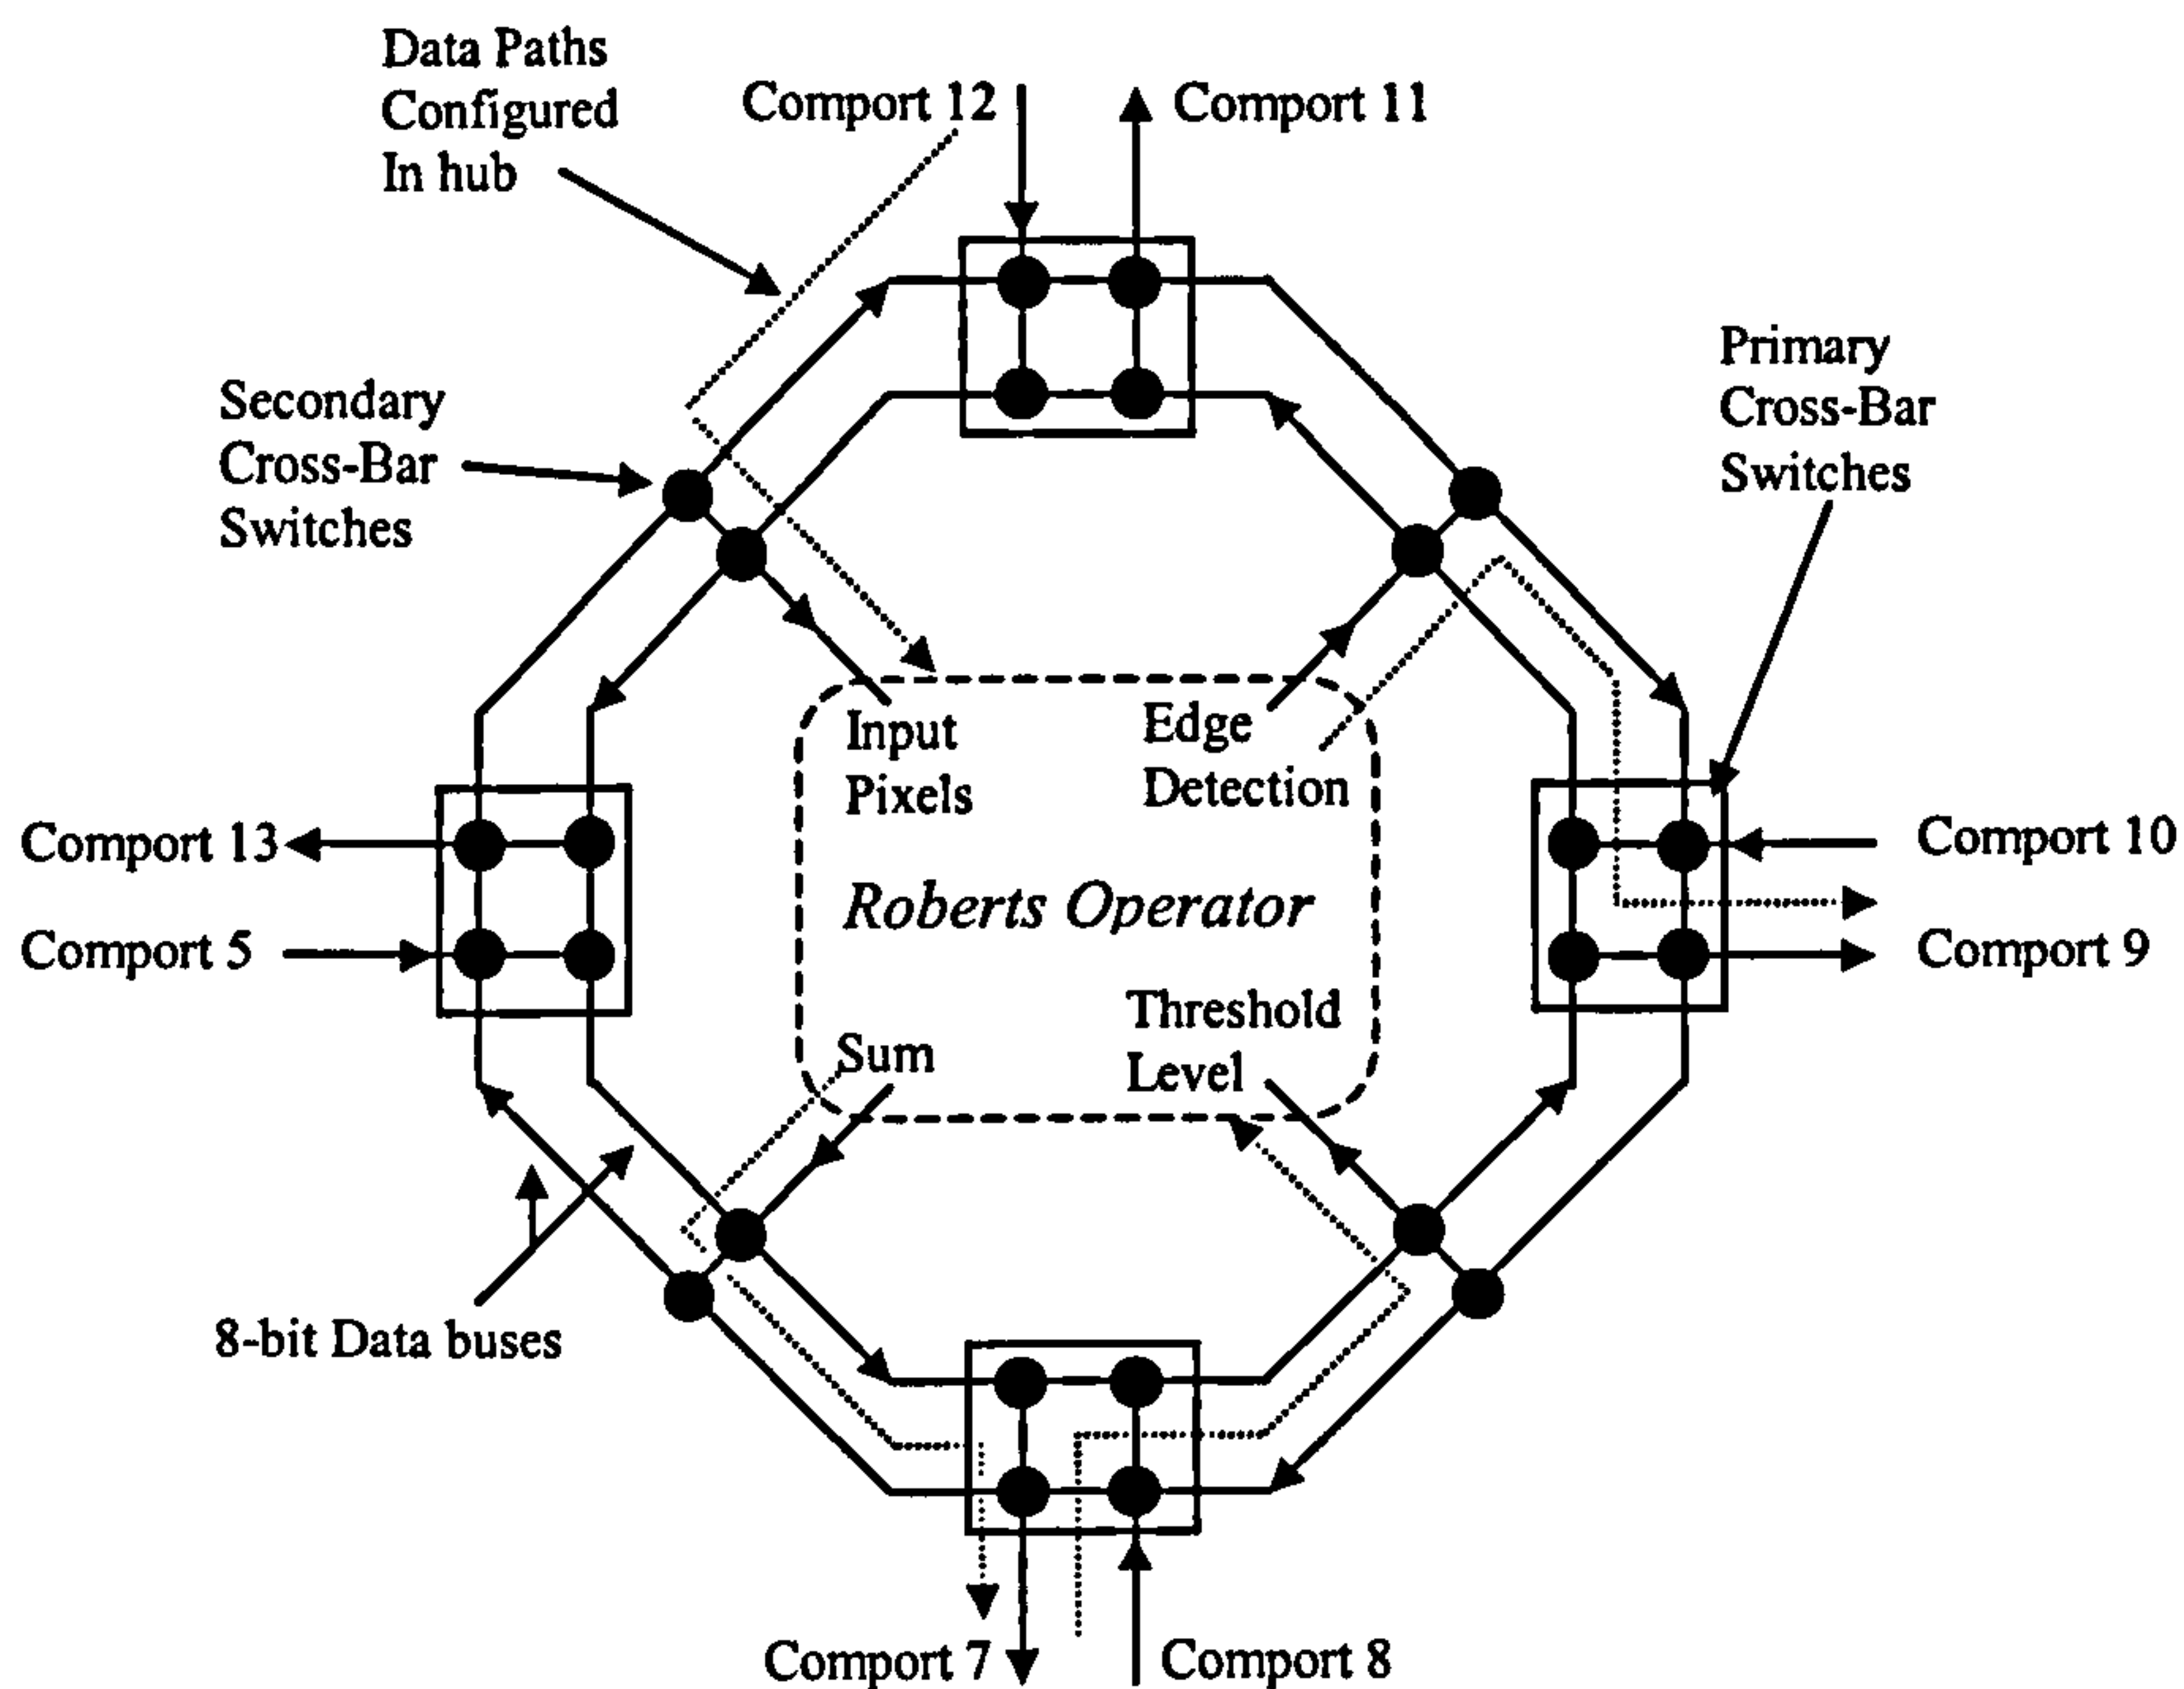 Data Paths
Configured
In hub
Comport 12
Comport 11
Primary
Cross-Bar
Switches
Secondary
Cross-Bar
Switches
Input
Pixels
Edge
Detection
Comport 13
Comport 10
Roberts Operator
Comport 5
Comport 9
Threshold
Level
Sum
8-bit Data buses
Comport 7
Comport 8